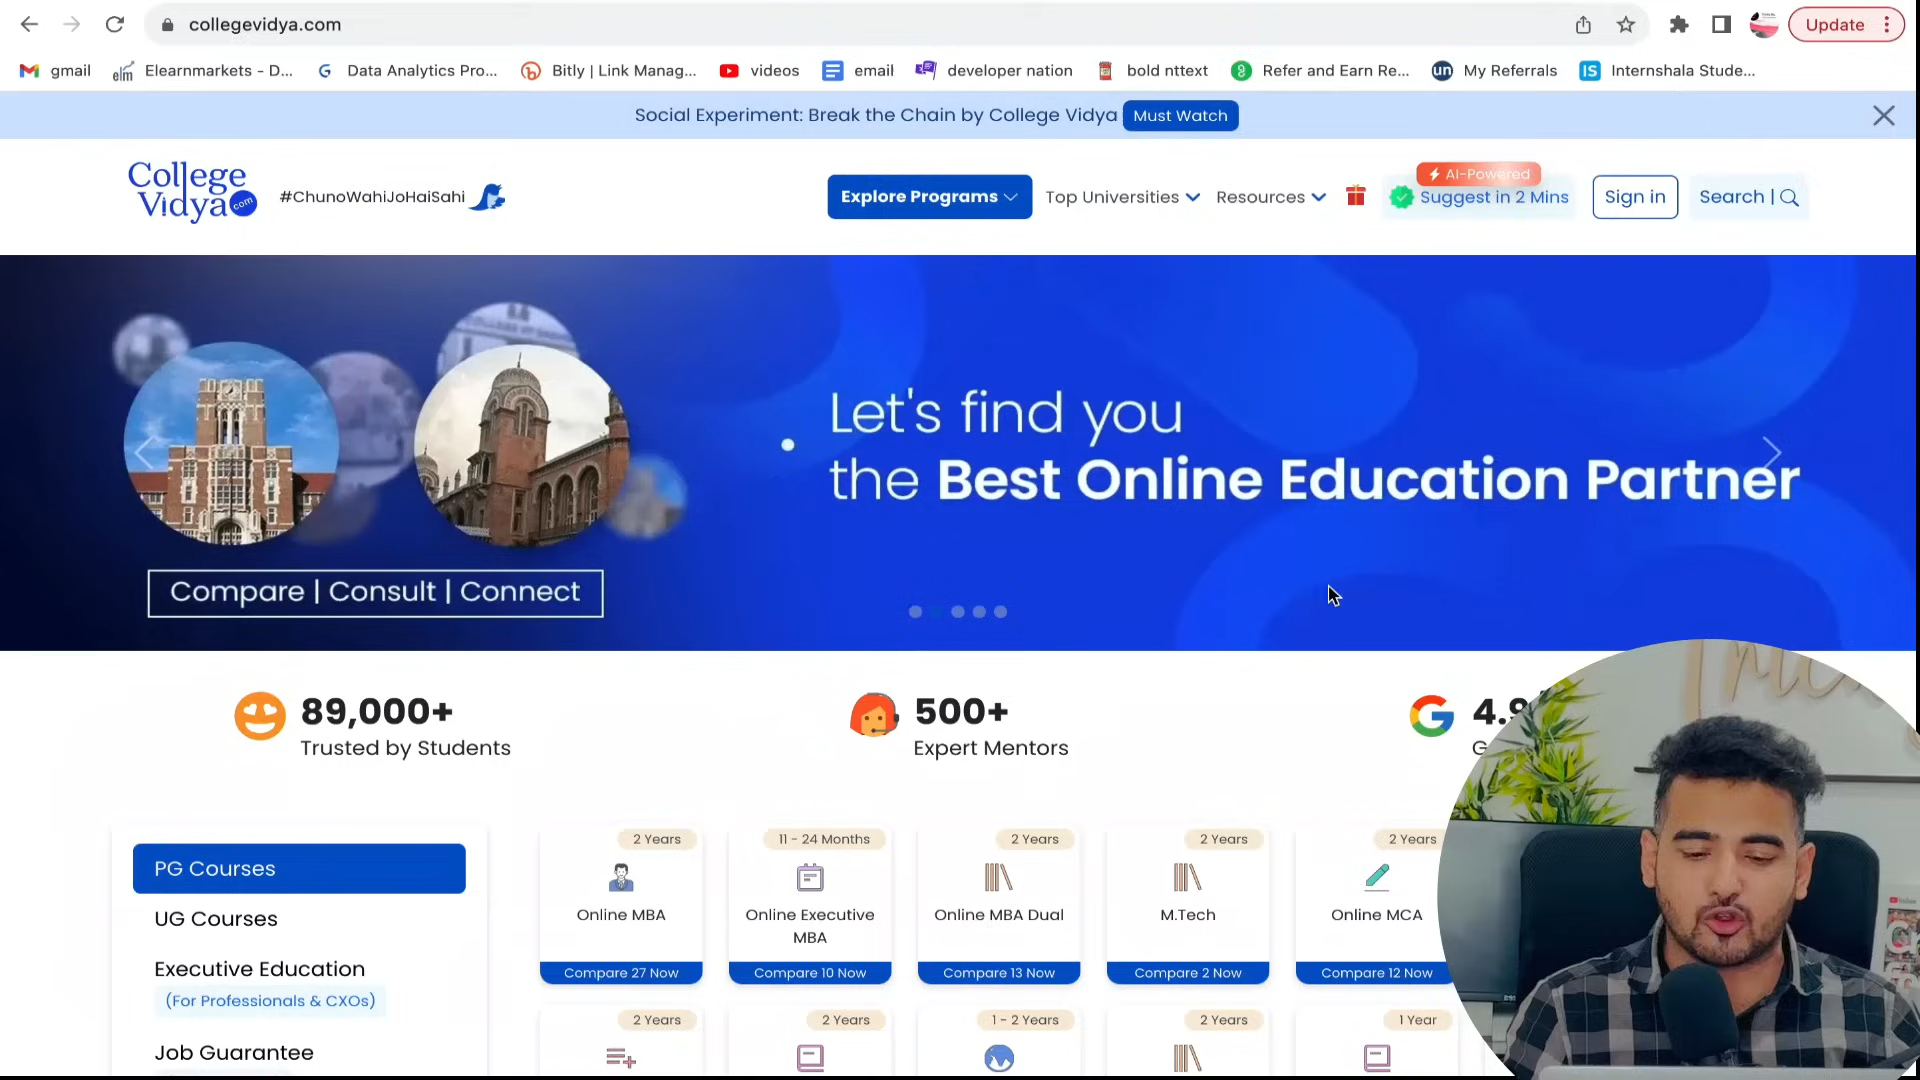 collegevidya.com
Update
gmail
Elearnmarkets - D...
Data Analytics Pro...
Bitly | Link Manag...
videos
email
developer nation
bold nttext
Refer and Earn Re...
My Referrals
Internshala Stude...
Social Experiment: Break the Chain by College Vidya Must Watch
College
Vidya.com
#ChunoWahiJoHaiSahi
Explore Programs
Top Universities
Resources
AI-Powered
Suggest in 2 Mins
Sign in
Search |
Let's find you
the Best Online Education Partner
Compare | Consult | Connect
89,000+
Trusted by Students
500+
Expert Mentors
4.9
PG Courses
UG Courses
Executive Education
(For Professionals & CXOs)
Job Guarantee
2 Years
Online MBA
Compare 27 Now
11 - 24 Months
Online Executive
MBA
Compare 10 Now
2 Years
Online MBA Dual
Compare 13 Now
2 Years
M.Tech
Compare 2 Now
2 Years
Online MCA
Compare 12 Now
2 Years
2 Years
1 - 2 Years
2 Years
1 Year